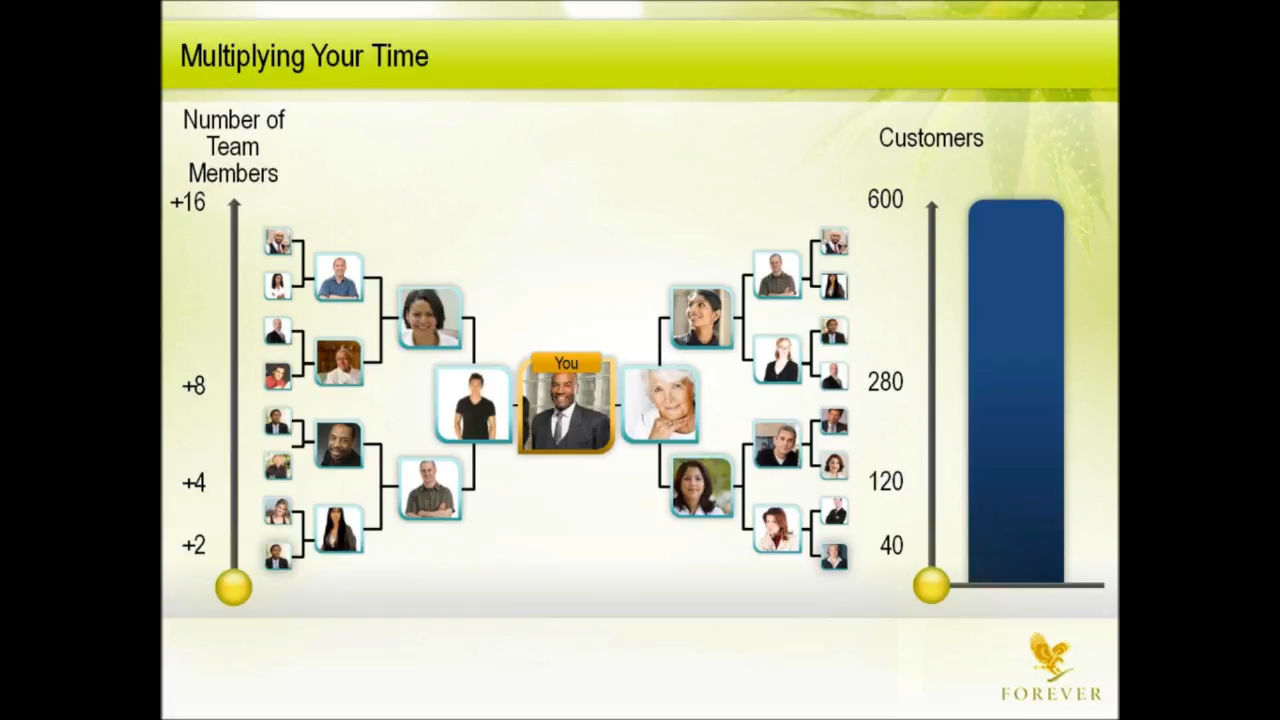 Multiplying Your Time
Number of
Team
Members
+16
+8
+4
+2
You
Customers
600
280
120
40
FOREVER